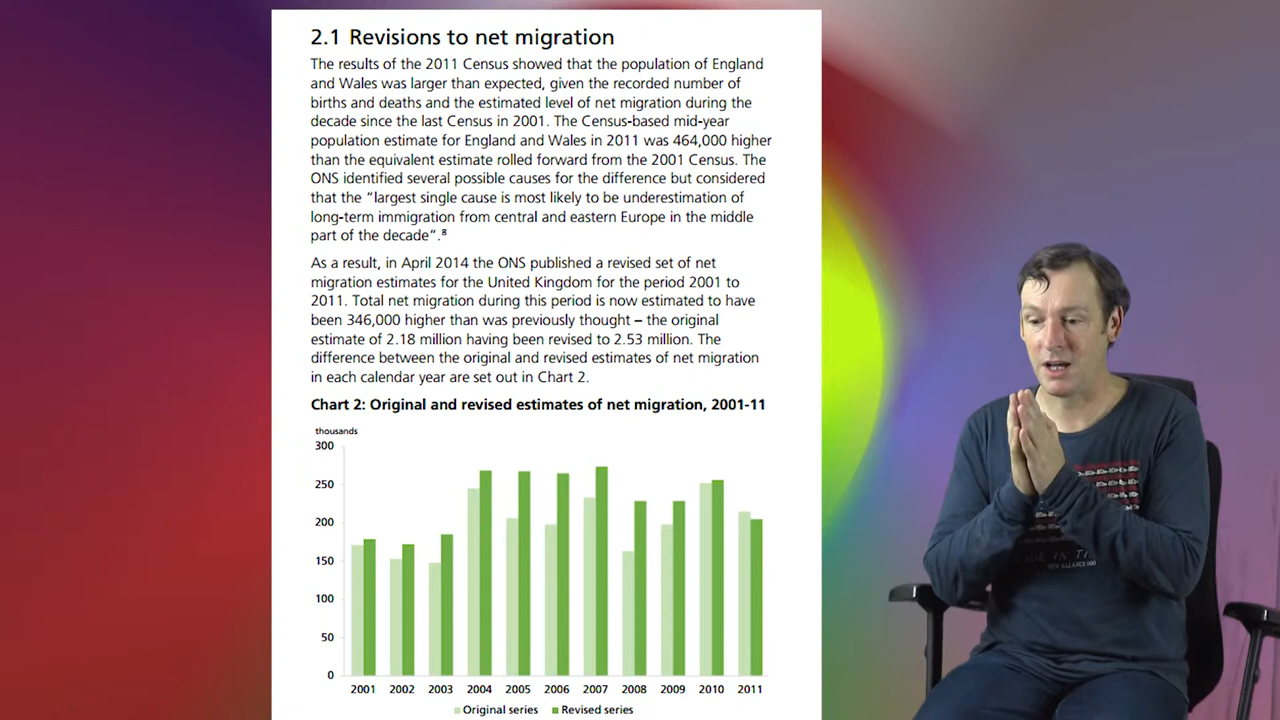 2.1 Revisions to net migration
The results of the 2011 Census showed that the population of England
and Wales was larger than expected, given the recorded number of
births and deaths and the estimated level of net migration during the
decade since the last Census in 2001. The Census-based mid-year
population estimate for England and Wales in 2011 was 464,000 higher
than the equivalent estimate rolled forward from the 2001 Census. The
ONS identified several possible causes for the difference but considered
that the “largest single cause is most likely to be underestimation of
long-term immigration from central and eastern Europe in the middle
part of the decade”.⁸
As a result, in April 2014 the ONS published a revised set of net
migration estimates for the United Kingdom for the period 2001 to
2011. Total net migration during this period is now estimated to have
been 346,000 higher than was previously thought – the original
estimate of 2.18 million having been revised to 2.53 million. The
difference between the original and revised estimates of net migration
in each calendar year are set out in Chart 2.
Chart 2: Original and revised estimates of net migration, 2001-11
thousands
300
250
200
150
100
50
0
2001 2002 2003 2004 2005 2006 2007 2008 2009 2010 2011
Original series Revised series
MADE IN TH
NEW BALANCE